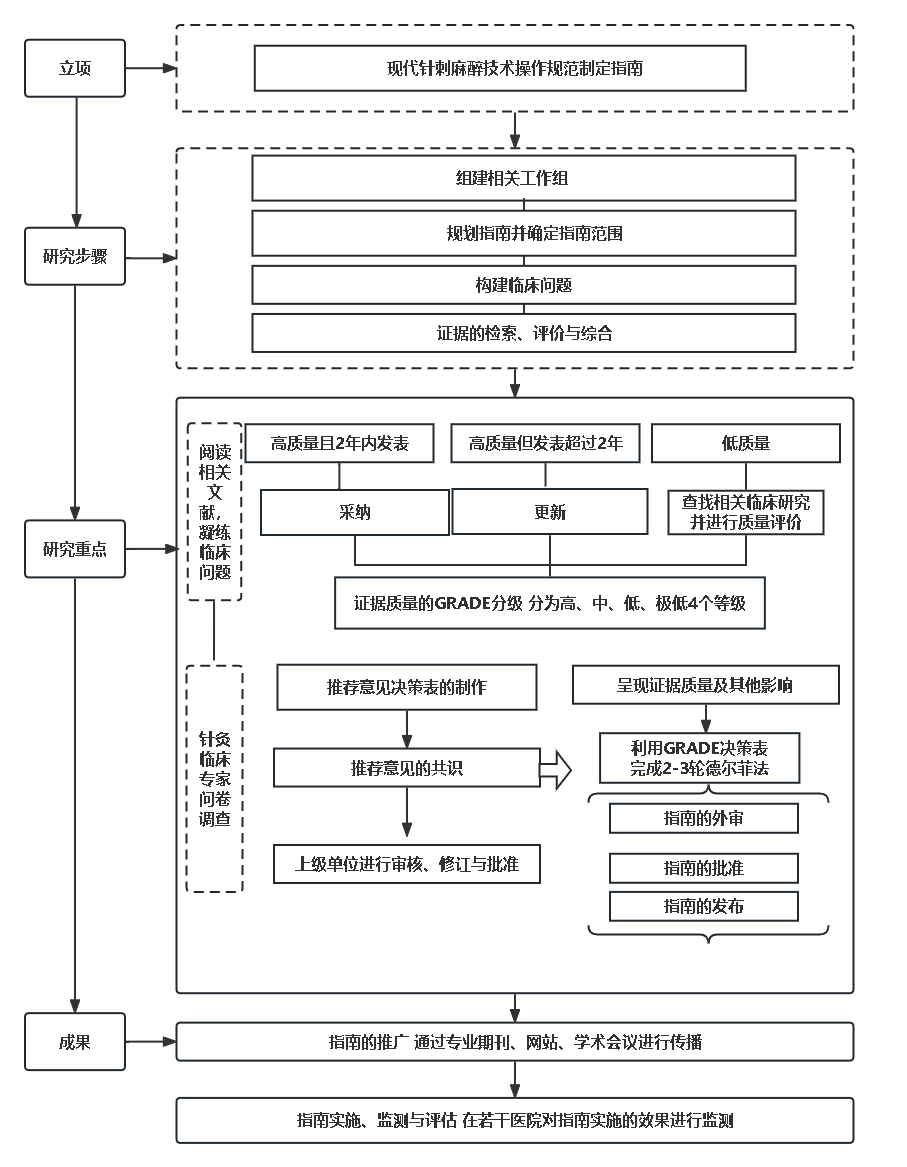 立项
现代针刺麻醉技术操作规范制定指南
研究步骤
组建相关工作组
规划指南并确定指南范围
构建临床问题
证据的检索、评价与综合
研究重点
阅读
相关
文
献，
凝练
临床
问题
高质量且2年内发表
高质量但发表超过2年
低质量
采纳
更新
查找相关临床研究
并进行质量评价
证据质量的GRADE分级 分为高、中、低、极低4个等级
针灸
临床
专家
问卷
调查
推荐意见决策表的制作
推荐意见的共识
上级单位进行审核、修订与批准
呈现证据质量及其他影响
利用GRADE决策表
完成2-3轮德尔菲法
指南的外审
指南的批准
指南的发布
成果
指南的推广 通过专业期刊、网站、学术会议进行传播
指南实施、监测与评估 在若干医院对指南实施的效果进行监测